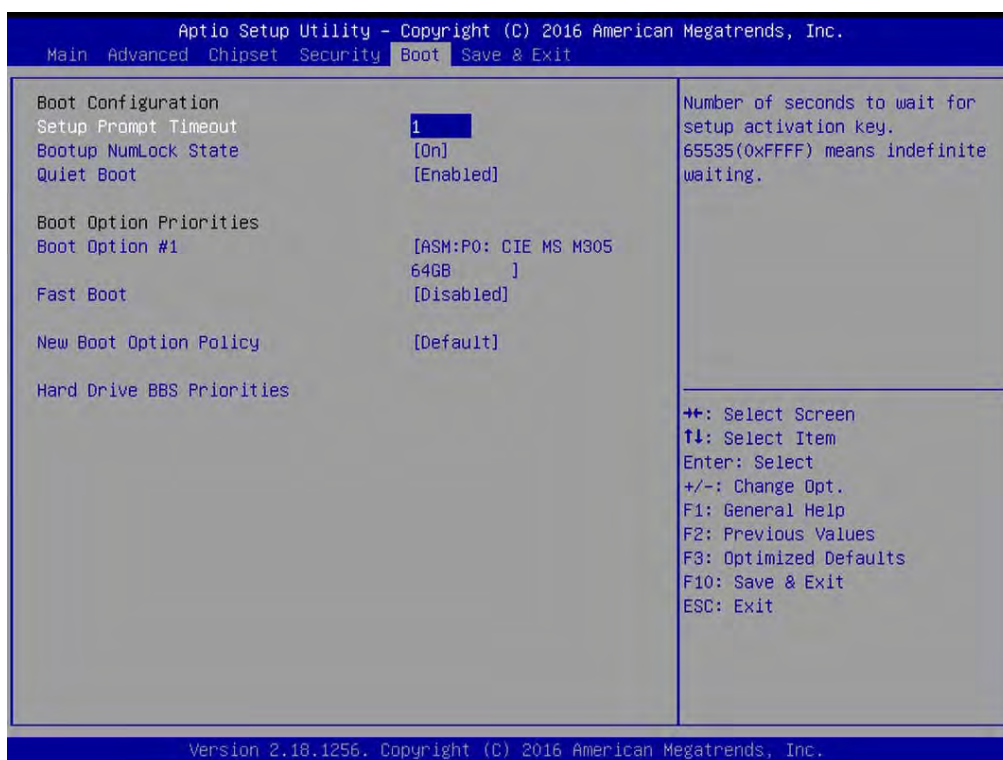 Aptio Setup Utility – Copyright (C) 2016 American Megatrends, Inc.
Main Advanced Chipset Security Boot Save & Exit
Boot Configuration
Setup Prompt Timeout 1
Bootup NumLock State [On]
Quiet Boot [Enabled]
Boot Option Priorities
Boot Option #1 [ASM:P0: CIE MS M305
64GB ]
Fast Boot [Disabled]
New Boot Option Policy [Default]
Hard Drive BBS Priorities
Number of seconds to wait for
setup activation key.
65535(0xFFFF) means indefinite
waiting.
→←: Select Screen
↑↓: Select Item
Enter: Select
+/-: Change Opt.
F1: General Help
F2: Previous Values
F3: Optimized Defaults
F10: Save & Exit
ESC: Exit
Version 2.18.1256. Copyright (C) 2016 American Megatrends, Inc.